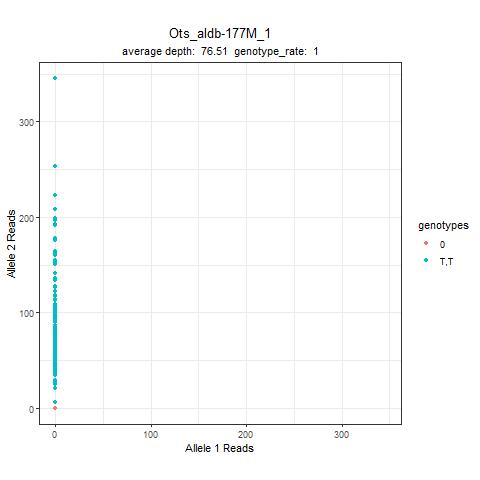 Ots_aldb-177M_1
average depth: 76.51 genotype_rate: 1
Allele 2 Reads
300
200
100
0
0 100 200 300
Allele 1 Reads
genotypes
0
T,T